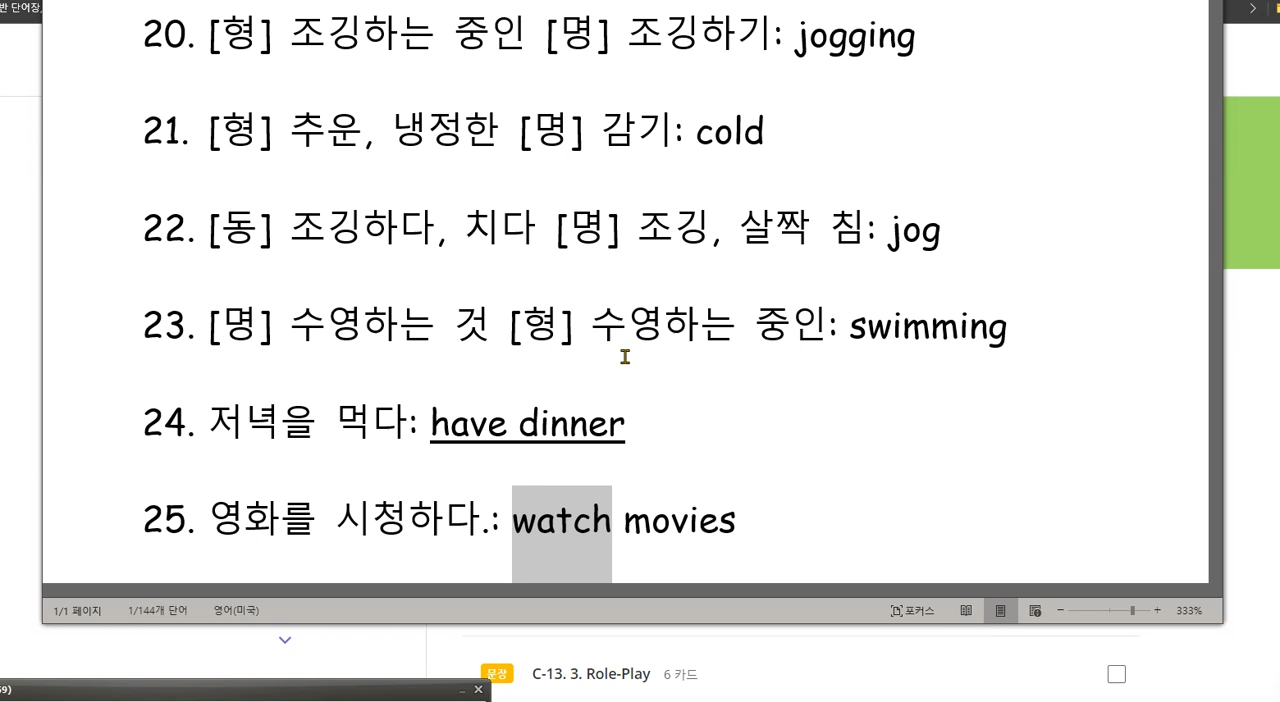 반 단어장,
20. [형] 조깅하는 중인 [명] 조깅하기: jogging
21. [형] 추운, 냉정한 [명] 감기: cold
22. [동] 조깅하다, 치다 [명] 조깅, 살짝 침: jog
23. [명] 수영하는 것 [형] 수영하는 중인: swimming
24. 저녁을 먹다: have dinner
25. 영화를 시청하다.: watch movies
1/1 페이지 1/144개 단어 영어(미국) 포커스 333%
문장 C-13. 3. Role-Play 6 카드